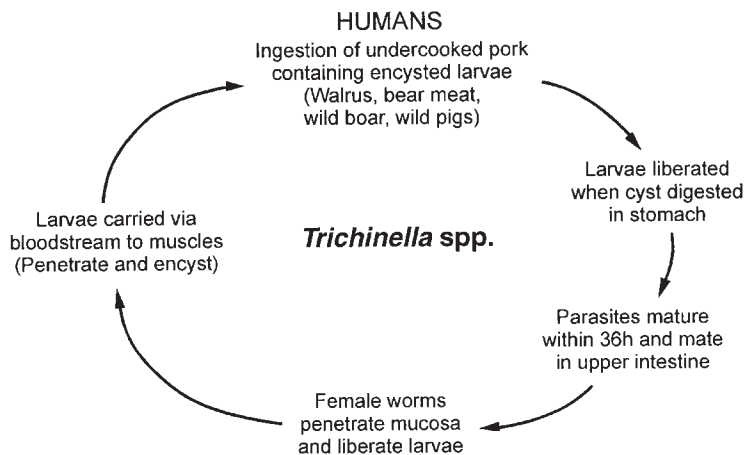 HUMANS
Ingestion of undercooked pork
containing encysted larvae
(Walrus, bear meat,
wild boar, wild pigs)
Larvae liberated
when cyst digested
in stomach
Parasites mature
within 36h and mate
in upper intestine
Female worms
penetrate mucosa
and liberate larvae
Larvae carried via
bloodstream to muscles
(Penetrate and encyst)
Trichinella spp.